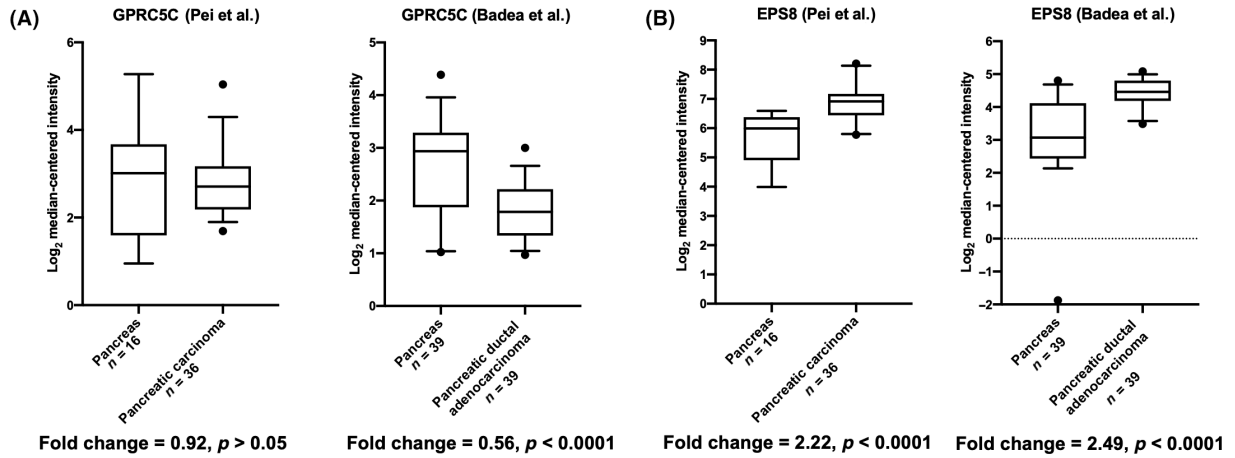 (A)
GPRC5C (Pei et al.)
Log2 median-centered intensity
6
4
2
0
Pancreas
n = 16
Pancreatic carcinoma
n = 36
Fold change = 0.92, p > 0.05
GPRC5C (Badea et al.)
Log2 median-centered intensity
5
4
3
2
1
0
Pancreas
n = 39
Pancreatic ductal
adenocarcinoma
n = 39
Fold change = 0.56, p < 0.0001
(B)
EPS8 (Pei et al.)
Log2 median-centered intensity
9
8
7
6
5
4
3
2
1
0
Pancreas
n = 16
Pancreatic carcinoma
n = 36
Fold change = 2.22, p < 0.0001
EPS8 (Badea et al.)
Log2 median-centered intensity
6
5
4
3
2
1
0
−1
−2
Pancreas
n = 39
Pancreatic ductal
adenocarcinoma
n = 39
Fold change = 2.49, p < 0.0001